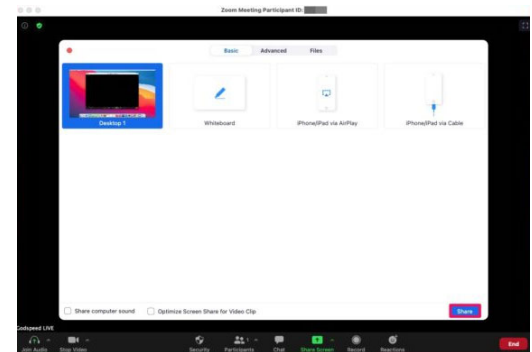 Zoom Meeting Participant ID:
Basic Advanced Files
Desktop 1 Whiteboard iPhone/iPad via AirPlay iPhone/iPad via Cable
Share computer sound Optimize Screen Share for Video Clip Share
Godspeed LIVE
Join Audio Stop Video Security Participants Chat Share Screen Record Reactions End